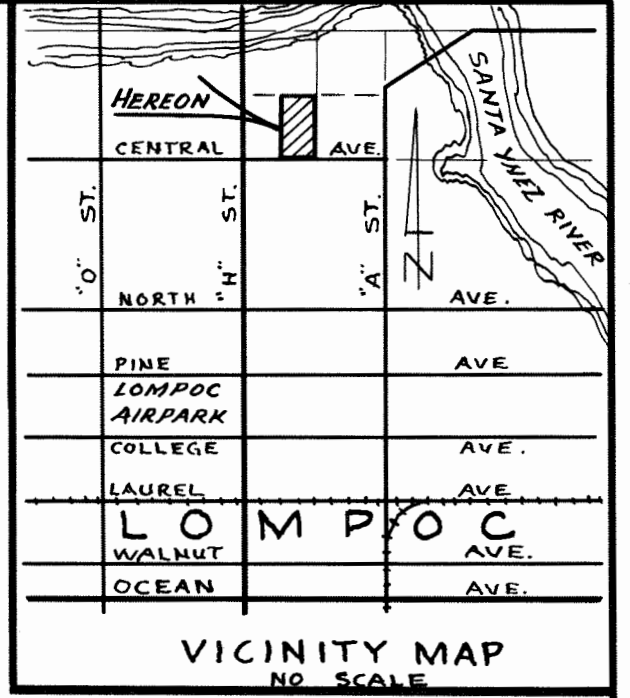 SANTA YNEZ RIVER
HEREON
CENTRAL AVE.
"O" ST.
"H" ST.
"A" ST.
N
NORTH AVE.
PINE AVE
LOMPOC
AIRPARK
COLLEGE AVE.
LAUREL AVE
LOMPOC
WALNUT AVE.
OCEAN AVE.
VICINITY MAP
NO SCALE